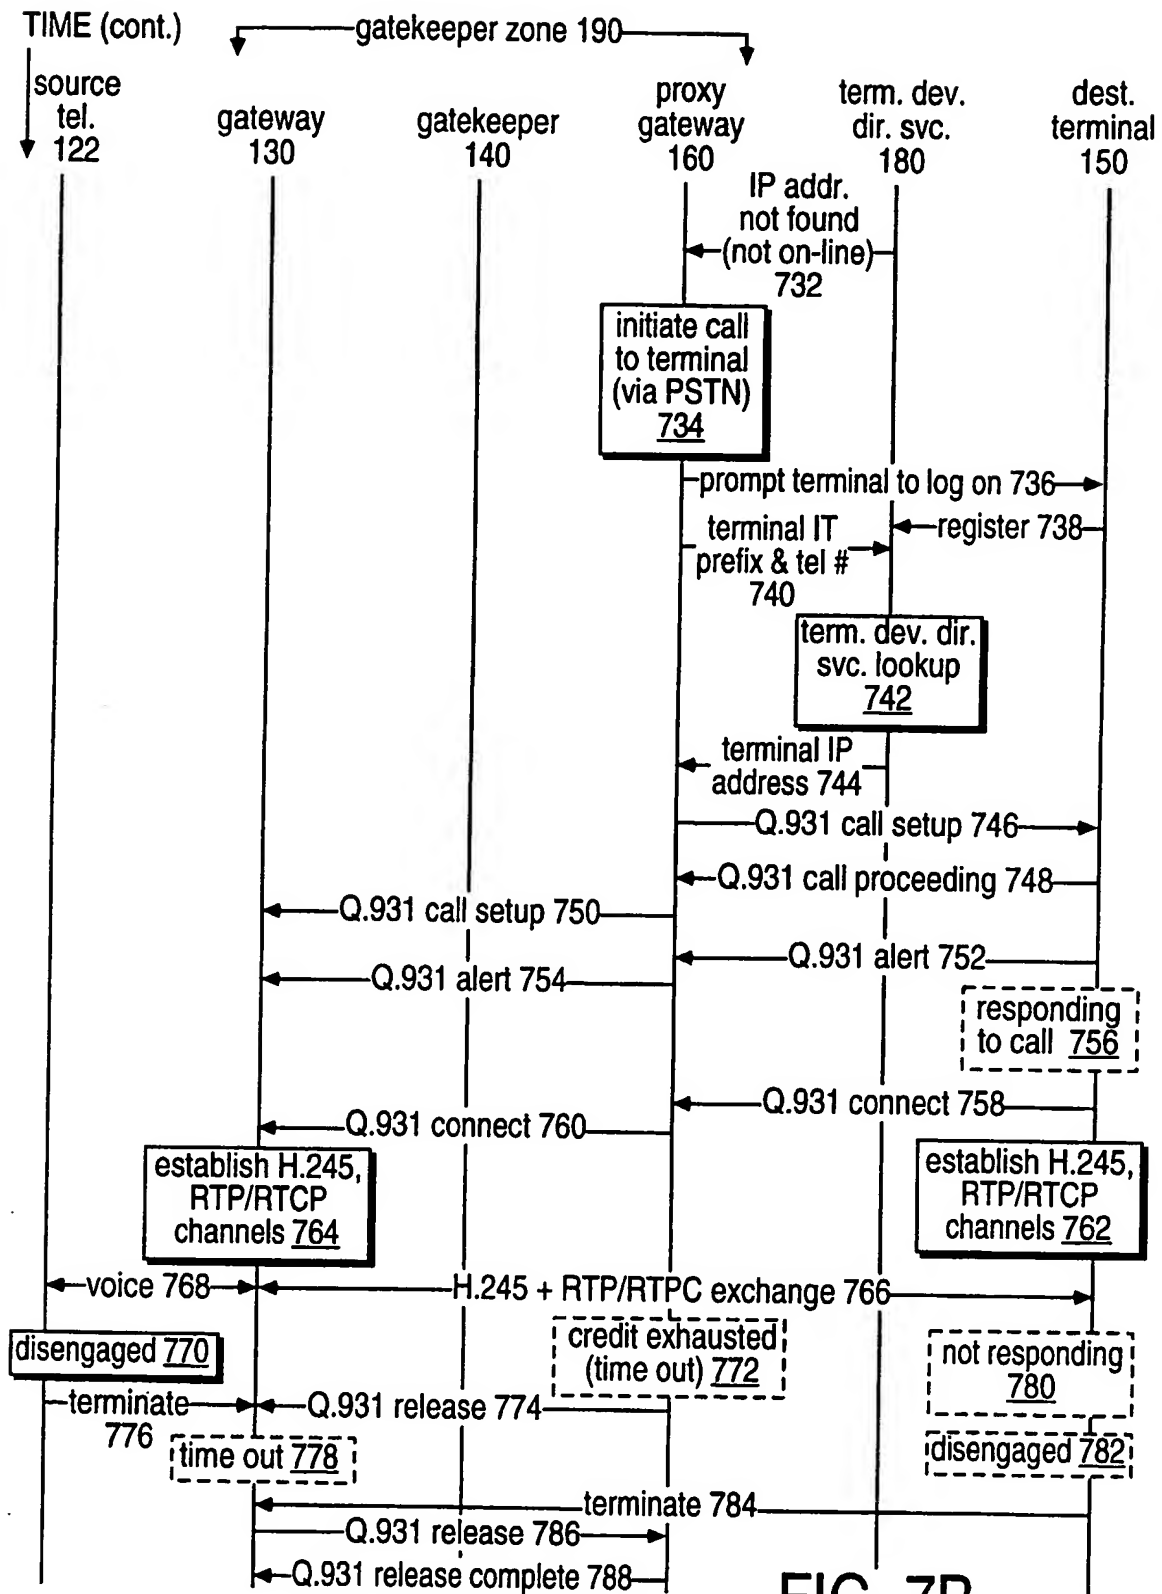 TIME (cont.)
gatekeeper zone 190
source
tel.
122
gateway
130
gatekeeper
140
proxy
gateway
160
term. dev.
dir. svc.
180
dest.
terminal
150
IP addr.
not found
(not on-line)
732
initiate call
to terminal
(via PSTN)
734
prompt terminal to log on 736
register 738
terminal IT
prefix & tel #
740
term. dev. dir.
svc. lookup
742
terminal IP
address 744
Q.931 call setup 746
Q.931 call proceeding 748
Q.931 call setup 750
Q.931 alert 752
Q.931 alert 754
responding
to call 756
Q.931 connect 758
Q.931 connect 760
establish H.245,
RTP/RTCP
channels 764
establish H.245,
RTP/RTCP
channels 762
voice 768
H.245 + RTP/RTPC exchange 766
disengaged 770
credit exhausted
(time out) 772
not responding
780
terminate
776
Q.931 release 774
time out 778
disengaged 782
terminate 784
Q.931 release 786
Q.931 release complete 788
FIG. 7B